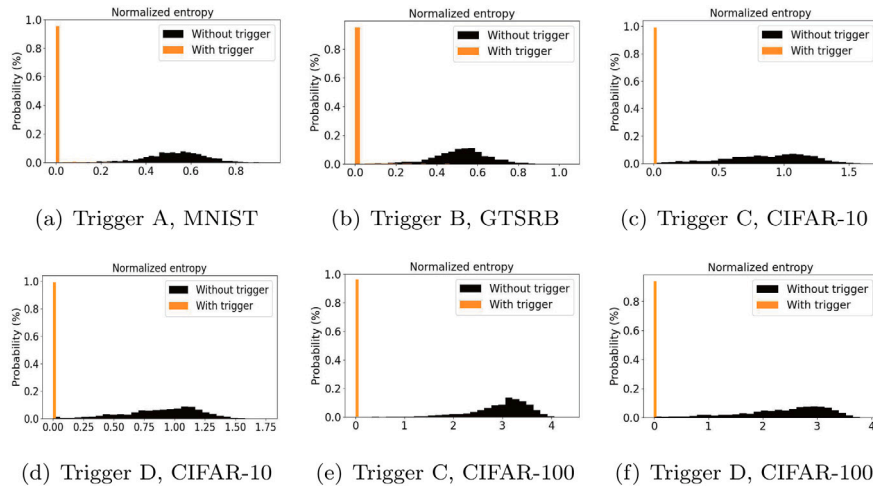 Normalized entropy
Probability (%)
1.0
0.8
0.6
0.4
0.2
0.0
0.0 0.2 0.4 0.6 0.8
Without trigger
With trigger
(a) Trigger A, MNIST
Normalized entropy
Probability (%)
0.8
0.6
0.4
0.2
0.0
0.0 0.2 0.4 0.6 0.8 1.0
Without trigger
With trigger
(b) Trigger B, GTSRB
Normalized entropy
Probability (%)
1.0
0.8
0.6
0.4
0.2
0.0
0.0 0.5 1.0 1.5
Without trigger
With trigger
(c) Trigger C, CIFAR-10
Normalized entropy
Probability (%)
1.0
0.8
0.6
0.4
0.2
0.0
0.00 0.25 0.50 0.75 1.00 1.25 1.50 1.75
Without trigger
With trigger
(d) Trigger D, CIFAR-10
Normalized entropy
Probability (%)
1.0
0.8
0.6
0.4
0.2
0.0
0 1 2 3 4
Without trigger
With trigger
(e) Trigger C, CIFAR-100
Normalized entropy
Probability (%)
0.8
0.6
0.4
0.2
0.0
0 1 2 3 4
Without trigger
With trigger
(f) Trigger D, CIFAR-100